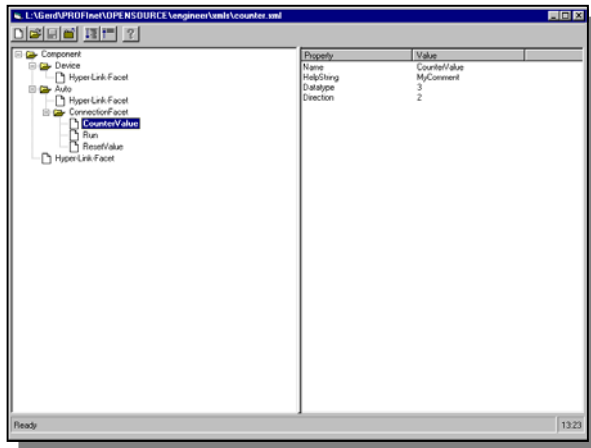 L:\Gerd\PROFInet\OPENSOURCE\engineer\xmls\counter.xml
Component
Device
Hyper-Link-Facet
Auto
Hyper-Link-Facet
ConnectionFacet
CounterValue
Run
ResetValue
Hyper-Link-Facet
Property Value
Name CounterValue
HelpString MyComment
Datatype 3
Direction 2
Ready 13:23